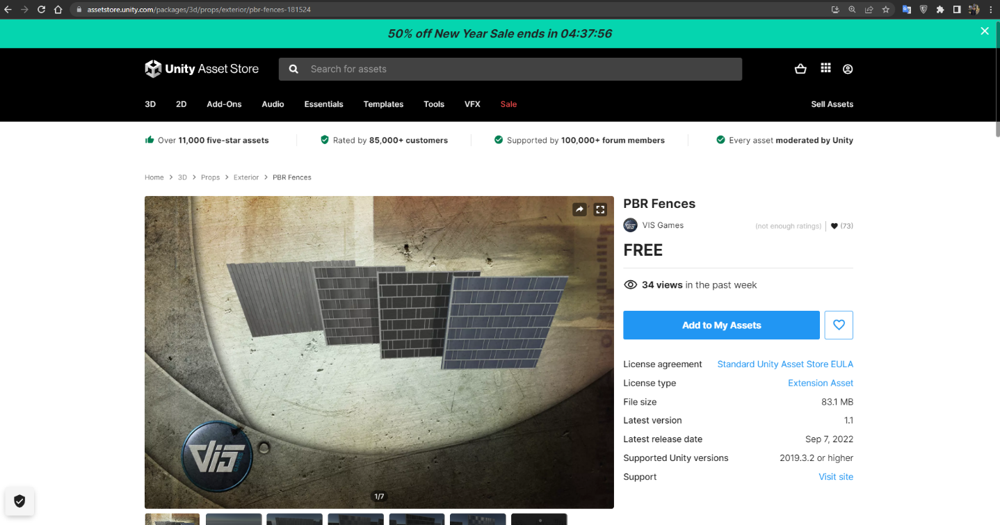 assetstore.unity.com/packages/3d/props/exterior/pbr-fences-181524
50% off New Year Sale ends in 04:37:56
Unity Asset Store
Search for assets
3D 2D Add-Ons Audio Essentials Templates Tools VFX Sale Sell Assets
Over 11,000 five-star assets Rated by 85,000+ customers Supported by 100,000+ forum members Every asset moderated by Unity
Home > 3D > Props > Exterior > PBR Fences
PBR Fences
VIS Games (not enough ratings) (73)
FREE
34 views in the past week
Add to My Assets
License agreement Standard Unity Asset Store EULA
License type Extension Asset
File size 83.1 MB
Latest version 1.1
Latest release date Sep 7, 2022
Supported Unity versions 2019.3.2 or higher
Support Visit site
VIS
1/7